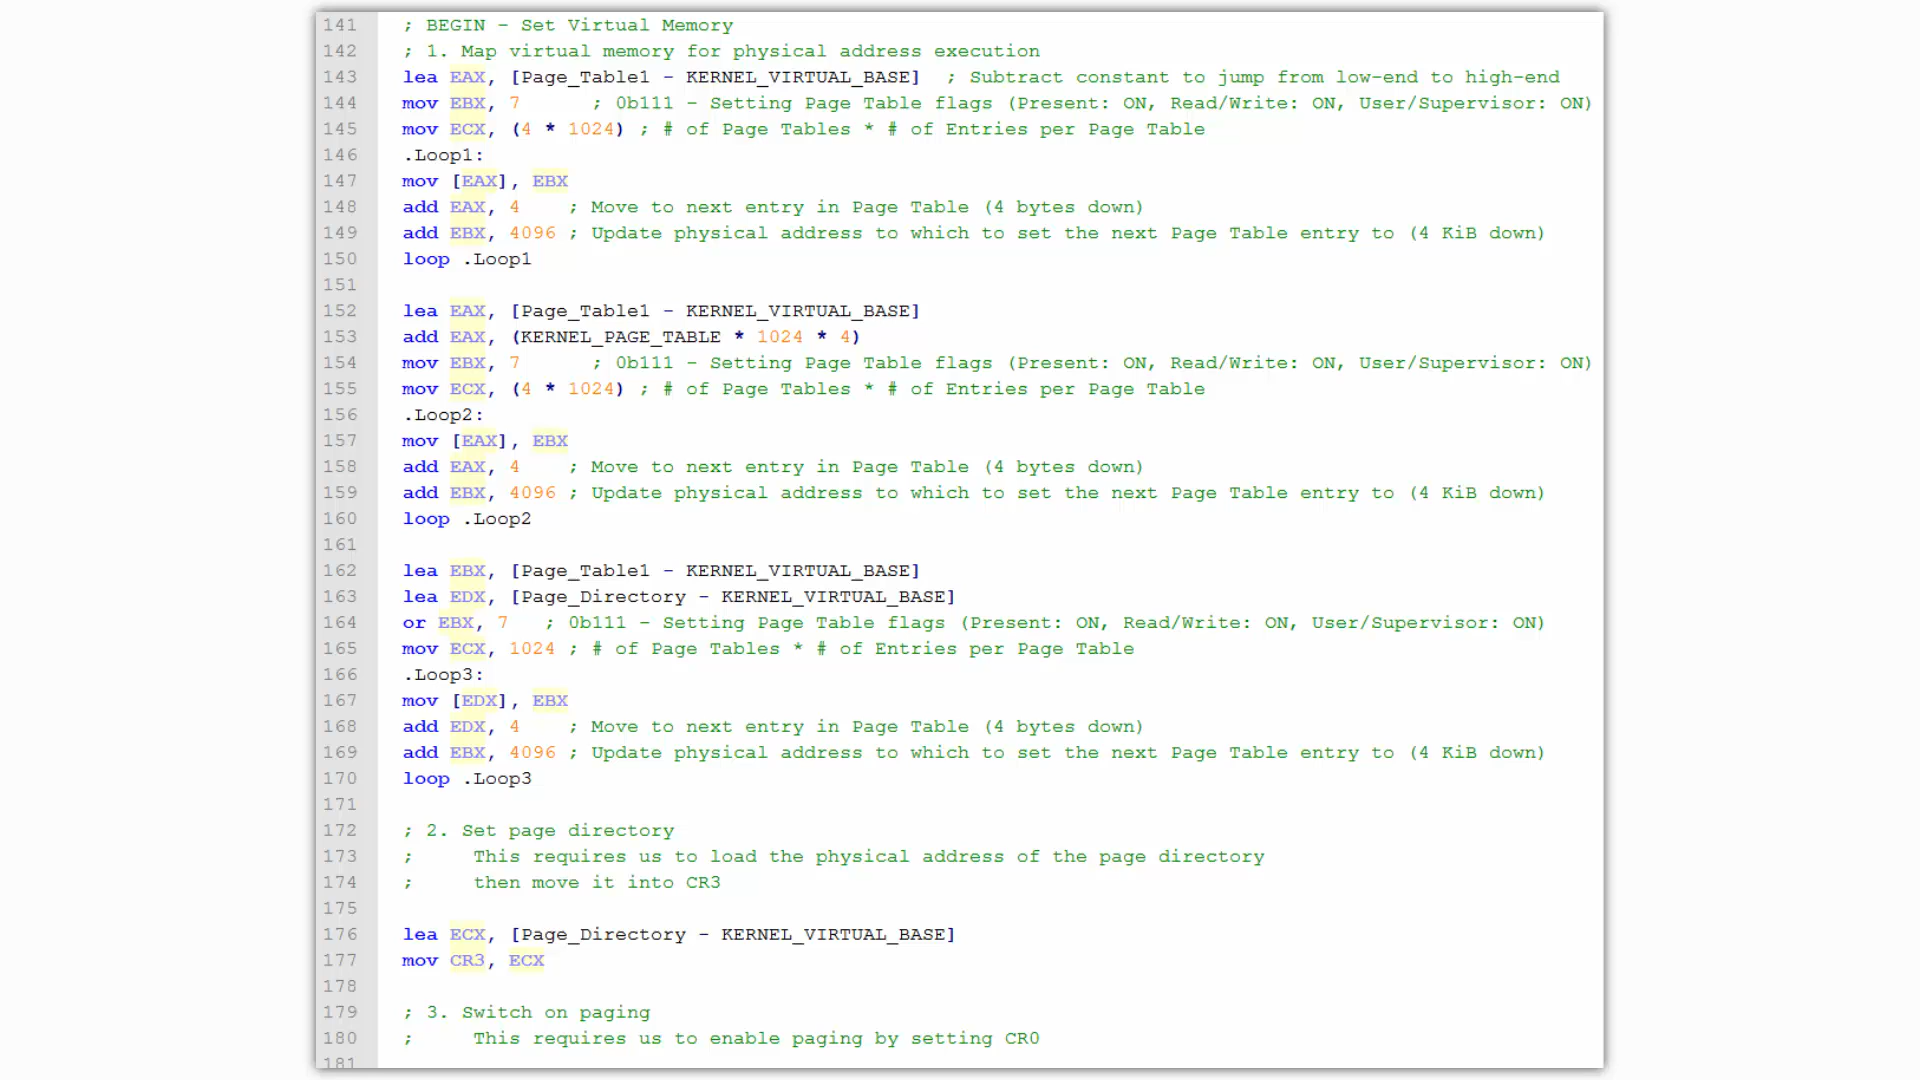 141 ; BEGIN - Set Virtual Memory
142 ; 1. Map virtual memory for physical address execution
143 lea EAX, [Page_Table1 - KERNEL_VIRTUAL_BASE] ; Subtract constant to jump from low-end to high-end
144 mov EBX, 7 ; 0b111 - Setting Page Table flags (Present: ON, Read/Write: ON, User/Supervisor: ON)
145 mov ECX, (4 * 1024) ; # of Page Tables * # of Entries per Page Table
146 .Loop1:
147 mov [EAX], EBX
148 add EAX, 4 ; Move to next entry in Page Table (4 bytes down)
149 add EBX, 4096 ; Update physical address to which to set the next Page Table entry to (4 KiB down)
150 loop .Loop1
151
152 lea EAX, [Page_Table1 - KERNEL_VIRTUAL_BASE]
153 add EAX, (KERNEL_PAGE_TABLE * 1024 * 4)
154 mov EBX, 7 ; 0b111 - Setting Page Table flags (Present: ON, Read/Write: ON, User/Supervisor: ON)
155 mov ECX, (4 * 1024) ; # of Page Tables * # of Entries per Page Table
156 .Loop2:
157 mov [EAX], EBX
158 add EAX, 4 ; Move to next entry in Page Table (4 bytes down)
159 add EBX, 4096 ; Update physical address to which to set the next Page Table entry to (4 KiB down)
160 loop .Loop2
161
162 lea EBX, [Page_Table1 - KERNEL_VIRTUAL_BASE]
163 lea EDX, [Page_Directory - KERNEL_VIRTUAL_BASE]
164 or EBX, 7 ; 0b111 - Setting Page Table flags (Present: ON, Read/Write: ON, User/Supervisor: ON)
165 mov ECX, 1024 ; # of Page Tables * # of Entries per Page Table
166 .Loop3:
167 mov [EDX], EBX
168 add EDX, 4 ; Move to next entry in Page Table (4 bytes down)
169 add EBX, 4096 ; Update physical address to which to set the next Page Table entry to (4 KiB down)
170 loop .Loop3
171
172 ; 2. Set page directory
173 ; This requires us to load the physical address of the page directory
174 ; then move it into CR3
175
176 lea ECX, [Page_Directory - KERNEL_VIRTUAL_BASE]
177 mov CR3, ECX
178
179 ; 3. Switch on paging
180 ; This requires us to enable paging by setting CR0
181